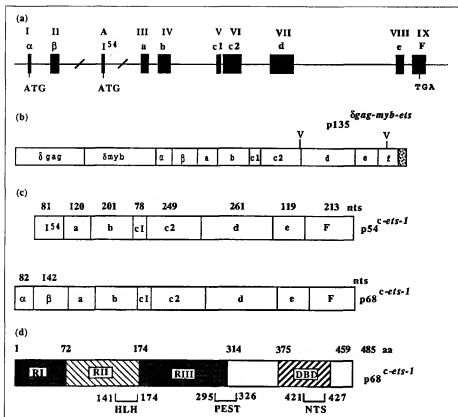 (a)
I II A III IV V VI VII VIII IX
α β I54 a b c1 c2 d e F
ATG ATG TGA
(b)
p135 δgag-myb-ets
V V
δ gag δmyb α β a b c1 c2 d e f
(c)
81 120 201 78 249 261 119 213 nts
I54 a b c1 c2 d e F p54 c-ets-1
82 142 nts
α β a b c1 c2 d e F p68 c-ets-1
(d)
1 72 174 314 375 459 485 aa
RI RII RIII DBD p68 c-ets-1
141 174 295 326 421 427
HLH PEST NTS